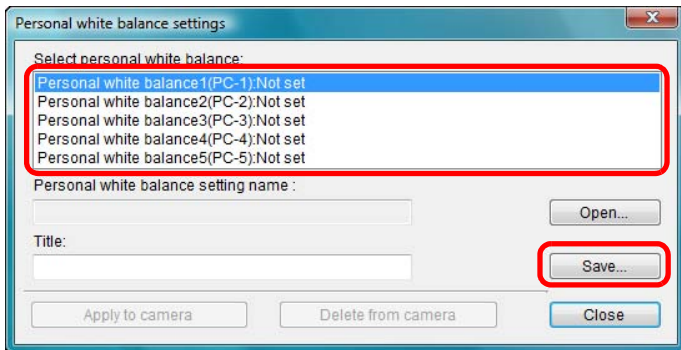 Personal white balance settings
Select personal white balance:
Personal white balance1(PC-1):Not set
Personal white balance2(PC-2):Not set
Personal white balance3(PC-3):Not set
Personal white balance4(PC-4):Not set
Personal white balance5(PC-5):Not set
Personal white balance setting name :
Open...
Title:
Save...
Apply to camera Delete from camera Close